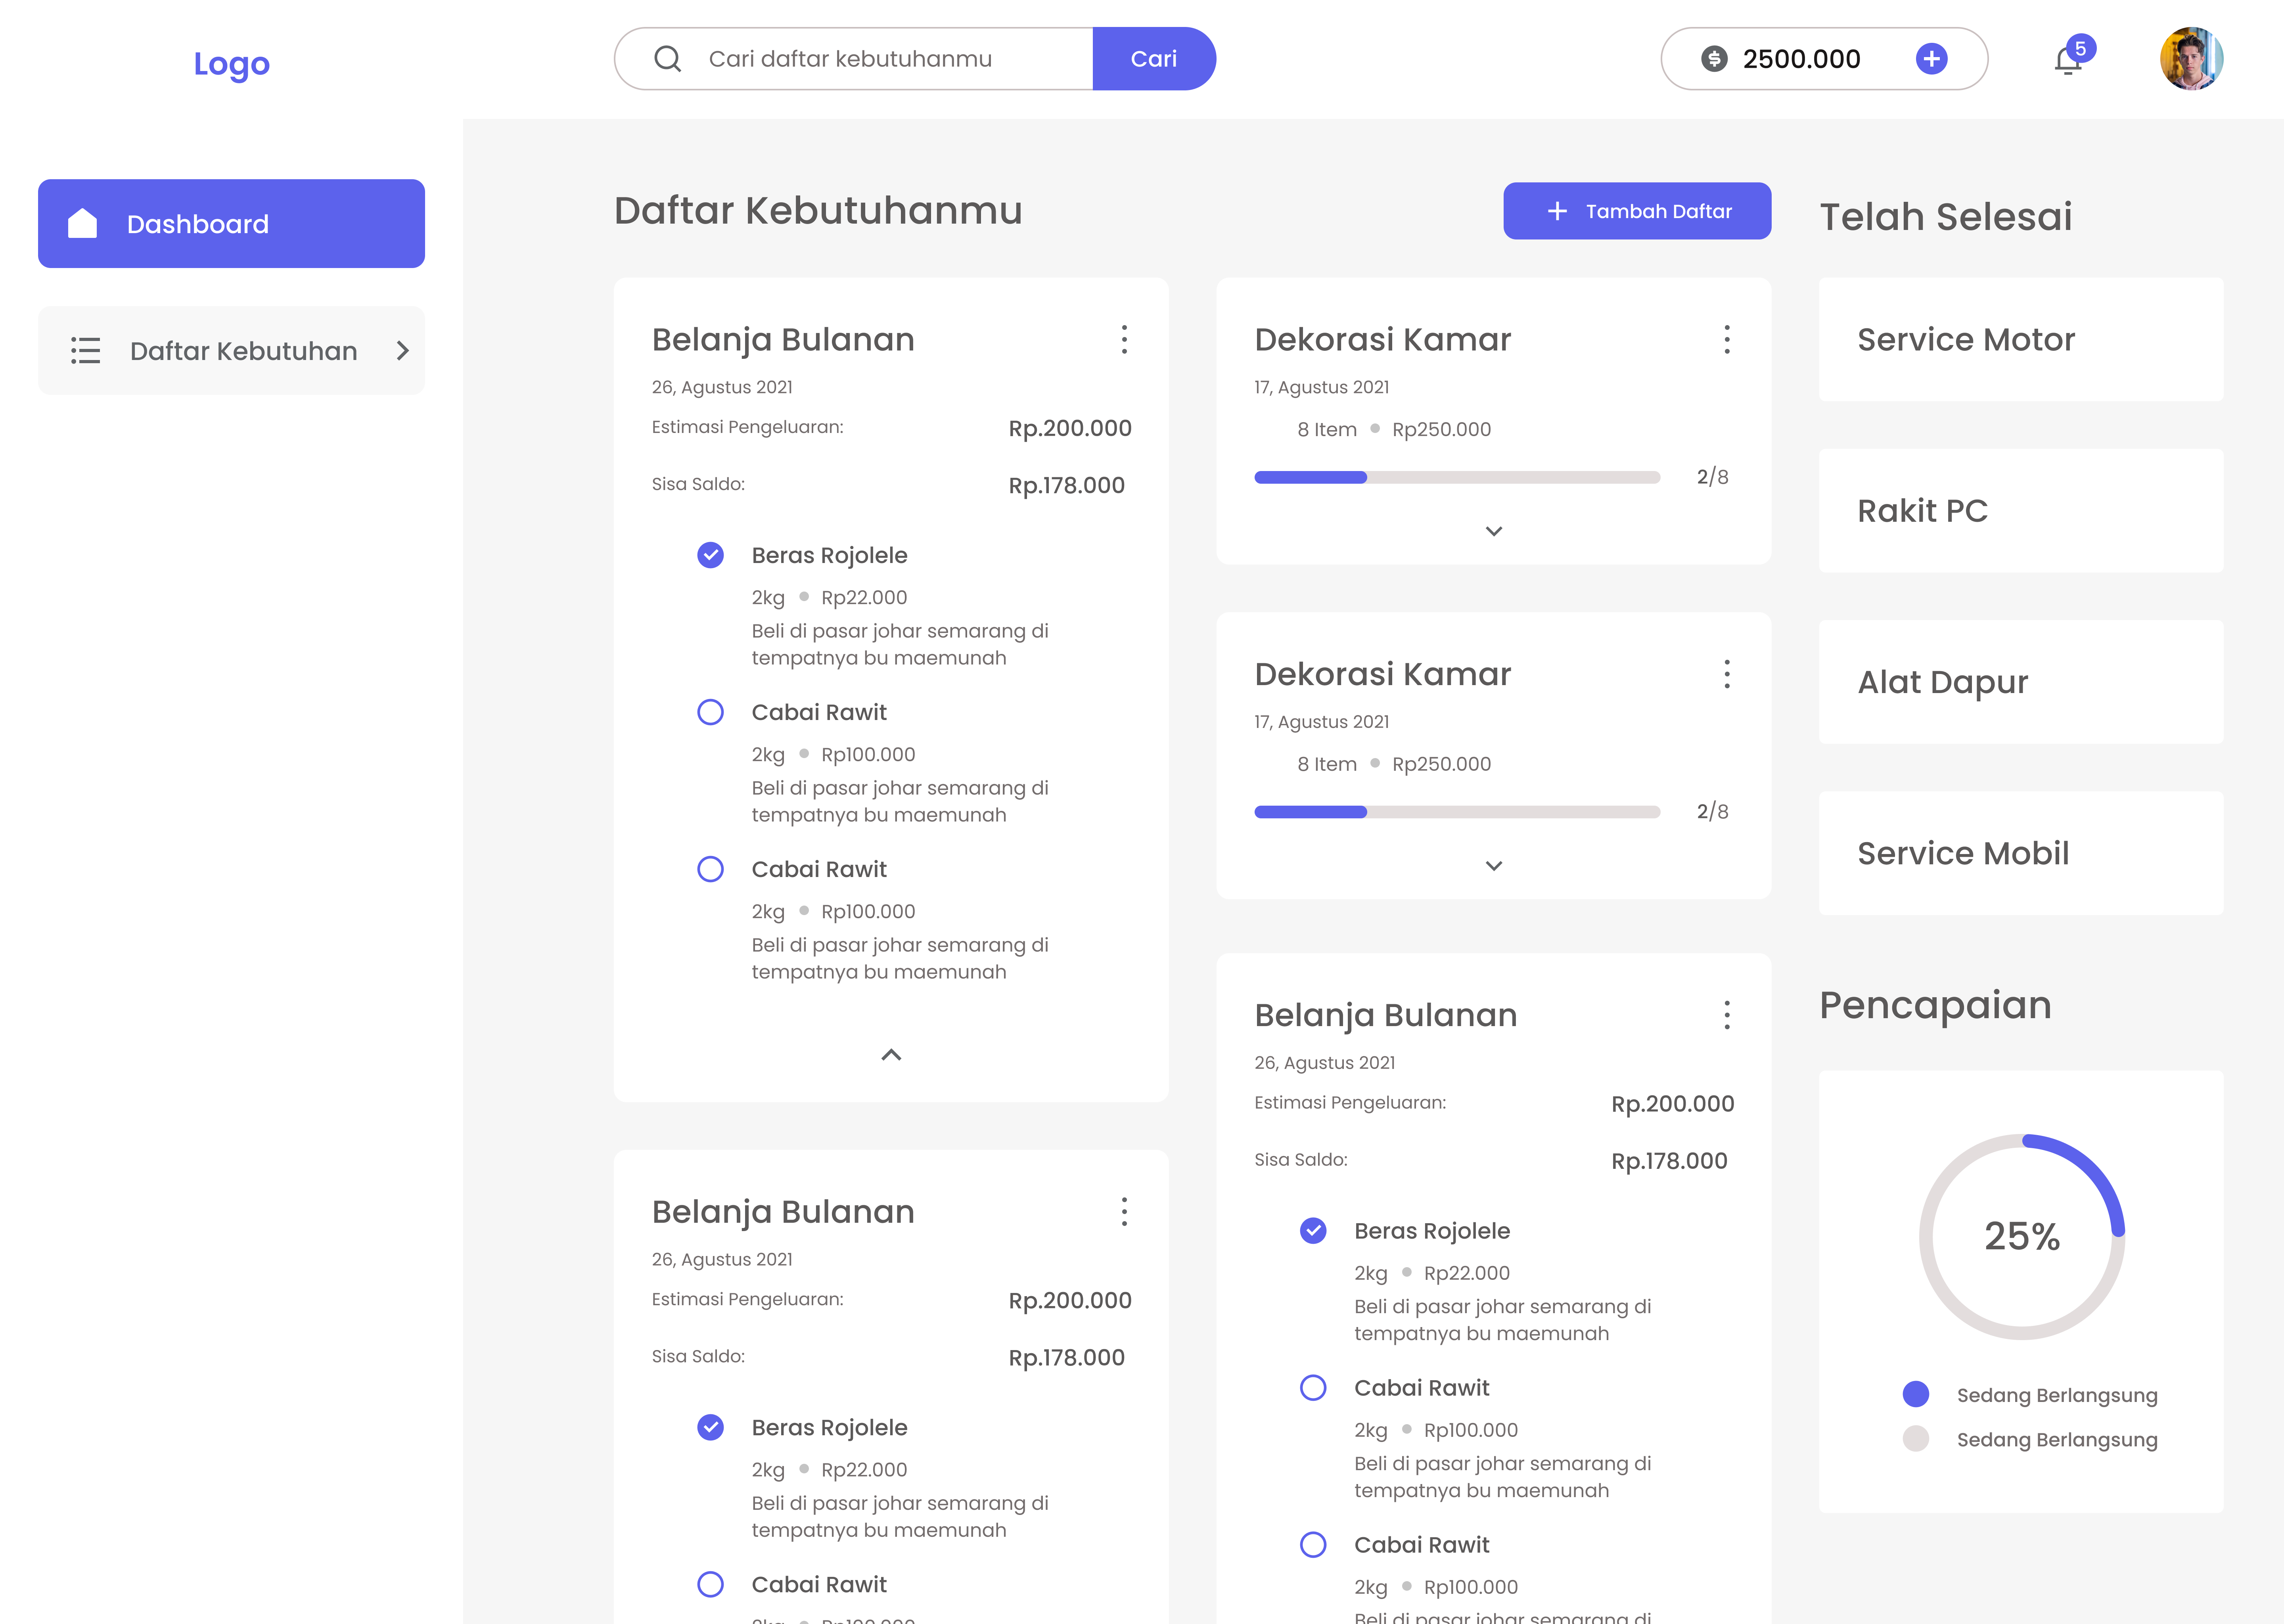 Logo
Cari daftar kebutuhanmu
Cari
2500.000
5
Dashboard
Daftar Kebutuhan
Daftar Kebutuhanmu
Tambah Daftar
Belanja Bulanan
26, Agustus 2021
Estimasi Pengeluaran: Rp.200.000
Sisa Saldo: Rp.178.000
Beras Rojolele
2kg Rp22.000
Beli di pasar johar semarang di
tempatnya bu maemunah
Cabai Rawit
2kg Rp100.000
Beli di pasar johar semarang di
tempatnya bu maemunah
Cabai Rawit
2kg Rp100.000
Beli di pasar johar semarang di
tempatnya bu maemunah
Belanja Bulanan
26, Agustus 2021
Estimasi Pengeluaran: Rp.200.000
Sisa Saldo: Rp.178.000
Beras Rojolele
2kg Rp22.000
Beli di pasar johar semarang di
tempatnya bu maemunah
Cabai Rawit
2kg Rp100.000
Dekorasi Kamar
17, Agustus 2021
8 Item Rp250.000
2/8
Dekorasi Kamar
17, Agustus 2021
8 Item Rp250.000
2/8
Belanja Bulanan
26, Agustus 2021
Estimasi Pengeluaran: Rp.200.000
Sisa Saldo: Rp.178.000
Beras Rojolele
2kg Rp22.000
Beli di pasar johar semarang di
tempatnya bu maemunah
Cabai Rawit
2kg Rp100.000
Beli di pasar johar semarang di
tempatnya bu maemunah
Cabai Rawit
2kg Rp100.000
Beli di pasar johar semarang di
Telah Selesai
Service Motor
Rakit PC
Alat Dapur
Service Mobil
Pencapaian
25%
Sedang Berlangsung
Sedang Berlangsung